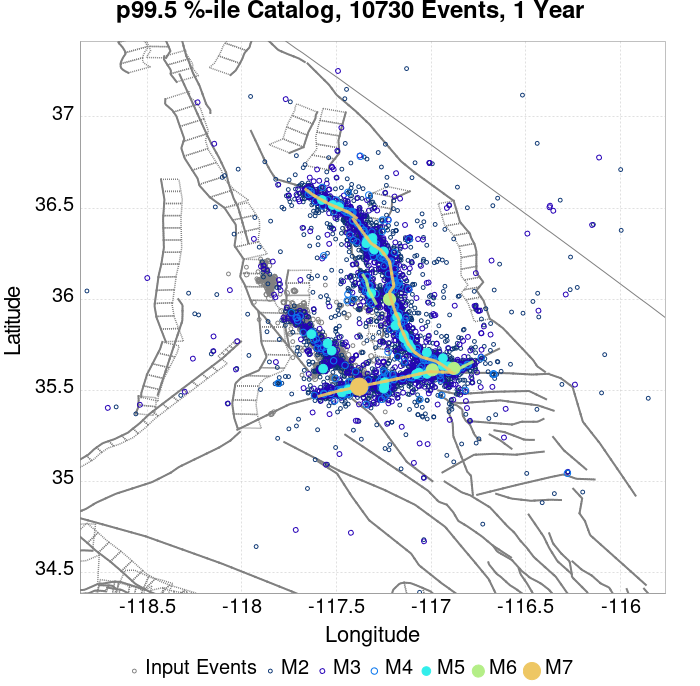 p99.5 %-ile Catalog, 10730 Events, 1 Year
37
36.5
36
35.5
35
34.5
Latitude
-118.5 -118 -117.5 -117 -116.5 -116
Longitude
Input Events M2 M3 M4 M5 M6 M7